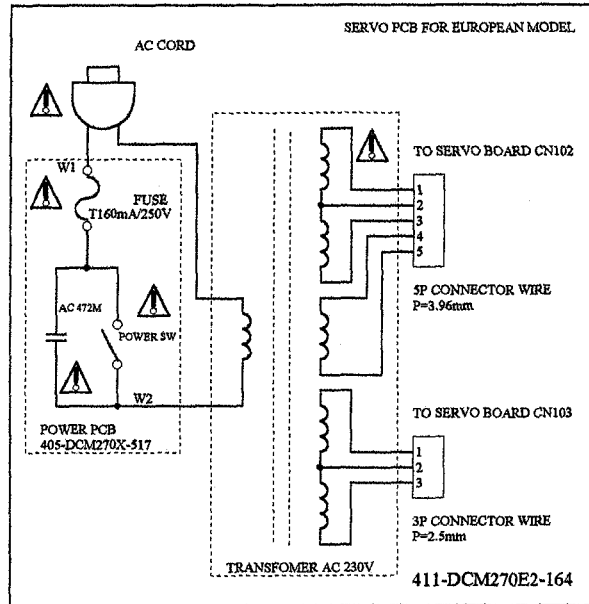 SERVO PCB FOR EUROPEAN MODEL
AC CORD
W1
FUSE
T160mA/250V
AC 472M
POWER SW
W2
POWER PCB
405-DCM270X-517
TO SERVO BOARD CN102
1
2
3
4
5
5P CONNECTOR WIRE
P=3.96mm
TO SERVO BOARD CN103
1
2
3
3P CONNECTOR WIRE
P=2.5mm
TRANSFOMER AC 230V
411-DCM270E2-164